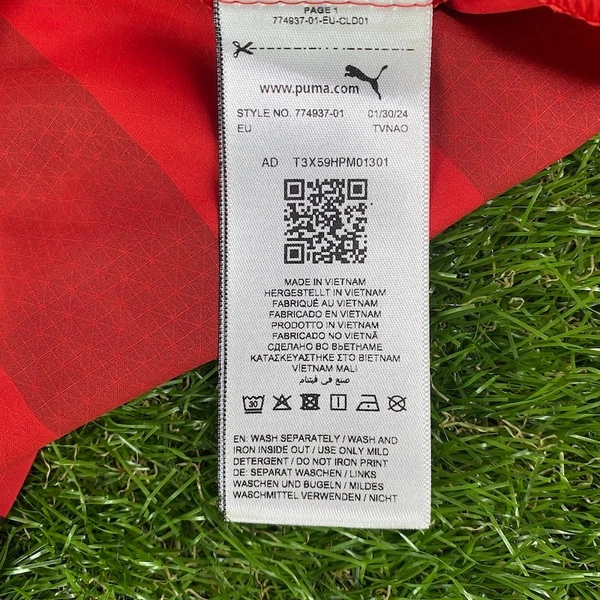 PAGE 1
774937-01-EU-CLD01
www.puma.com
STYLE NO. 774937-01 01/30/24
EU TVNAO
AD T3X59HPM01301
MADE IN VIETNAM
HERGESTELLT IN VIETNAM
FABRIQUÉ AU VIETNAM
FABRICADO EN VIETNAM
PRODOTTO IN VIETNAM
FABRICADO NO VIETNÃ
СДЕЛАНО ВО ВЬЕТНАМЕ
ΚΑΤΑΣΚΕΥΑΣΤΗΚΕ ΣΤΟ ΒΙΕΤΝΑΜ
VİETNAM MALI
صنع في فيتنام
30
EN: WASH SEPARATELY / WASH AND
IRON INSIDE OUT / USE ONLY MILD
DETERGENT / DO NOT IRON PRINT
DE: SEPARAT WASCHEN / LINKS
WASCHEN UND BUGELN / MILDES
WASCHMITTEL VERWENDEN / NICHT